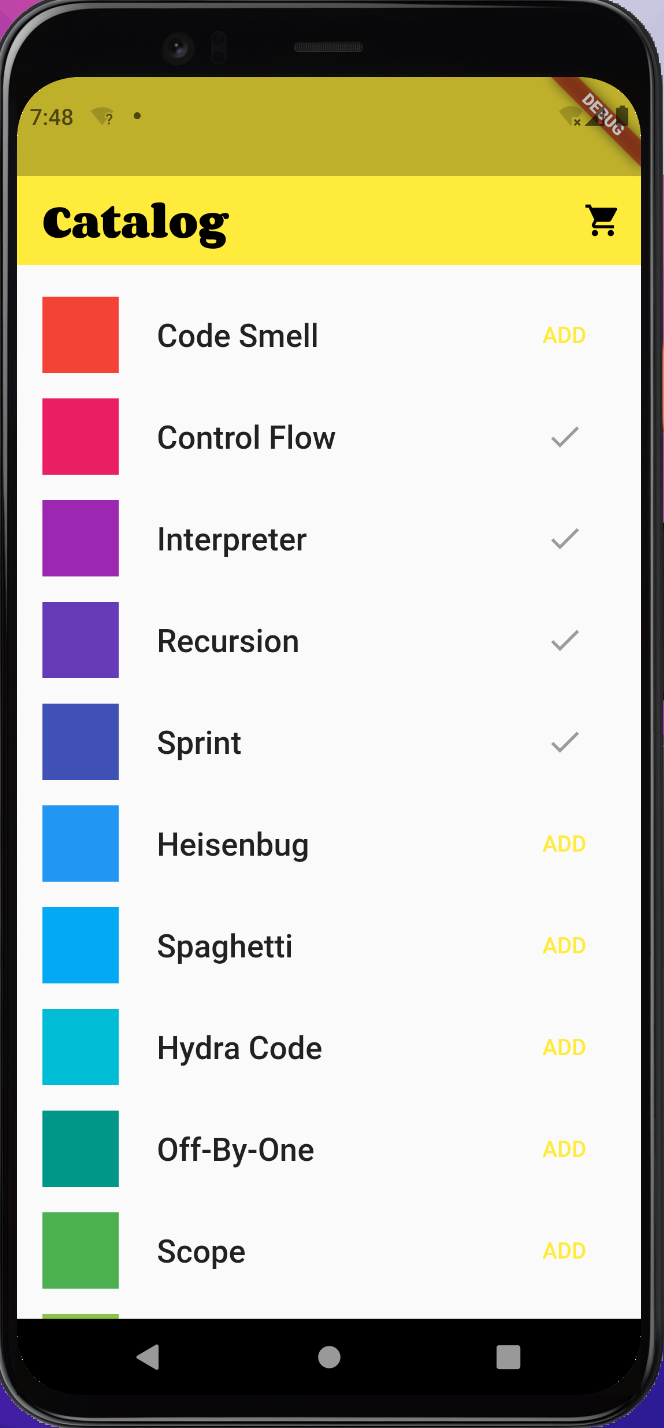 7:48
DEBUG
Catalog
Code Smell ADD
Control Flow
Interpreter
Recursion
Sprint
Heisenbug ADD
Spaghetti ADD
Hydra Code ADD
Off-By-One ADD
Scope ADD